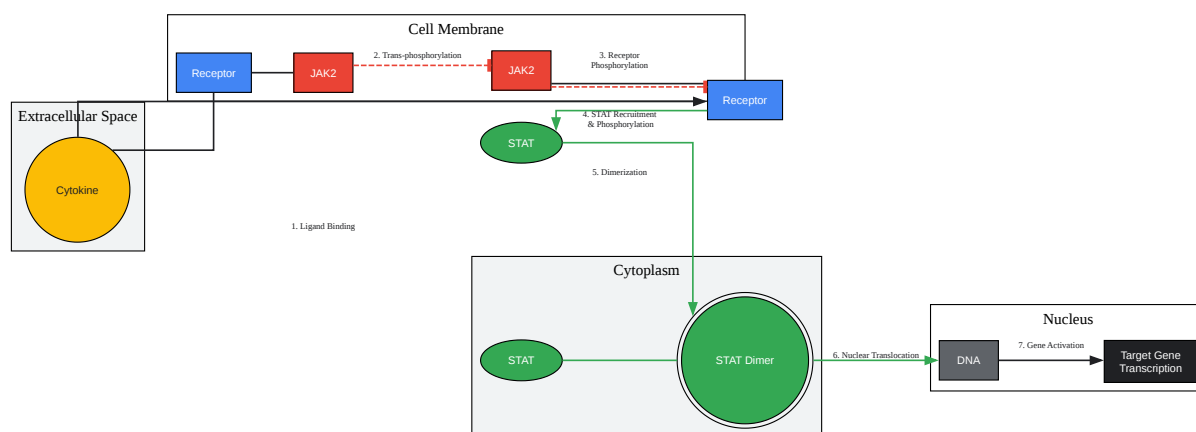 Cell Membrane
Receptor
JAK2
2. Trans-phosphorylation
JAK2
3. Receptor
Phosphorylation
Receptor
Extracellular Space
Cytokine
4. STAT Recruitment
& Phosphorylation
STAT
5. Dimerization
1. Ligand Binding
Cytoplasm
STAT
STAT Dimer
6. Nuclear Translocation
Nucleus
DNA
7. Gene Activation
Target Gene
Transcription